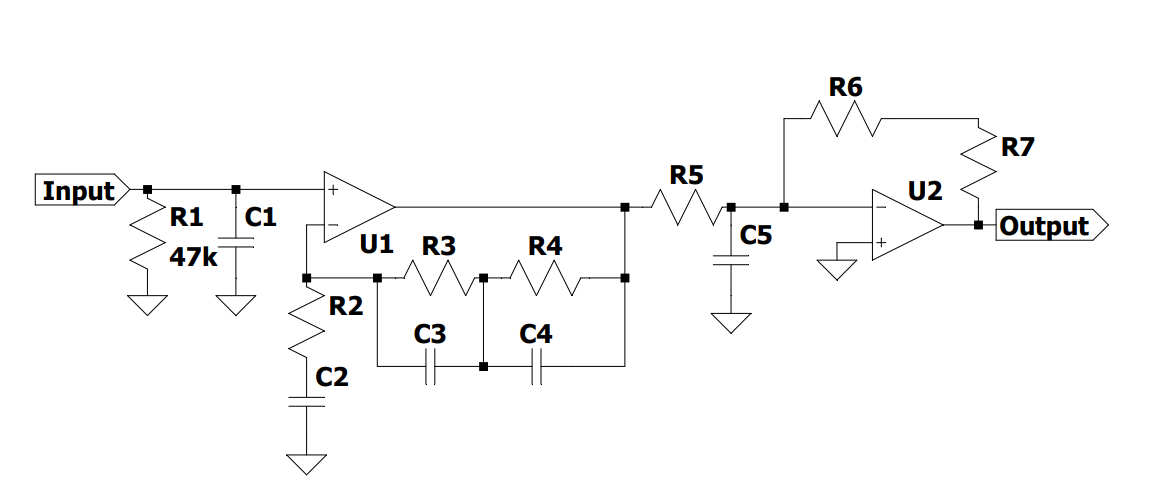 R6
R7
R5
Input
R1
C1
47k
+
−
U1
R3
R4
C5
−
+
U2
Output
R2
C3
C4
C2